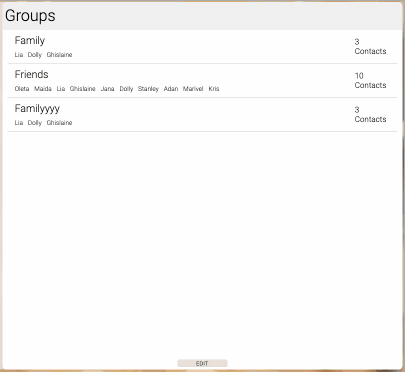 Groups
Family
3
Contacts
Lia Dolly Ghislaine
Friends
10
Contacts
Oleta Maida Lia Ghislaine Jana Dolly Stanley Adan Marivel Kris
Familyyyy
3
Contacts
Lia Dolly Ghislaine
EDIT